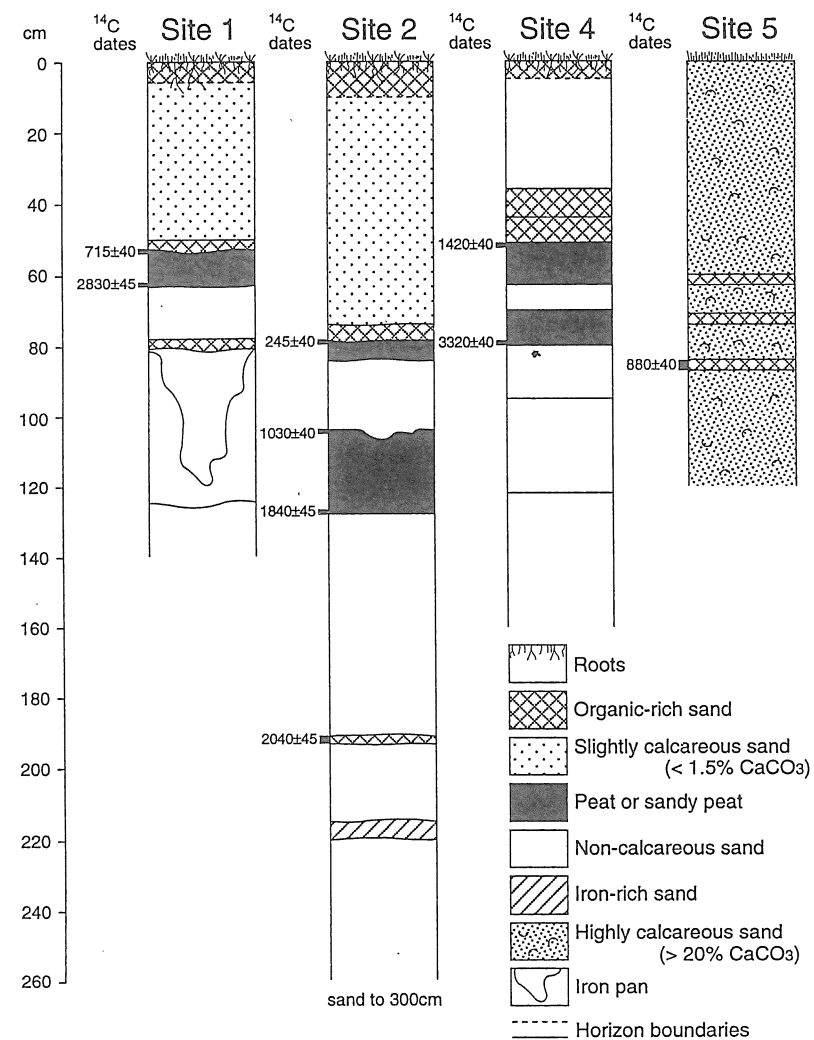 cm
14C dates
Site 1
14C dates
Site 2
14C dates
Site 4
14C dates
Site 5
0
20
40
60
80
100
120
140
160
180
200
220
240
260
715±40
2830±45
245±40
1030±40
1840±45
2040±45
sand to 300cm
1420±40
3320±40
880±40
Roots
Organic-rich sand
Slightly calcareous sand
(< 1.5% CaCO3)
Peat or sandy peat
Non-calcareous sand
Iron-rich sand
Highly calcareous sand
(> 20% CaCO3)
Iron pan
Horizon boundaries